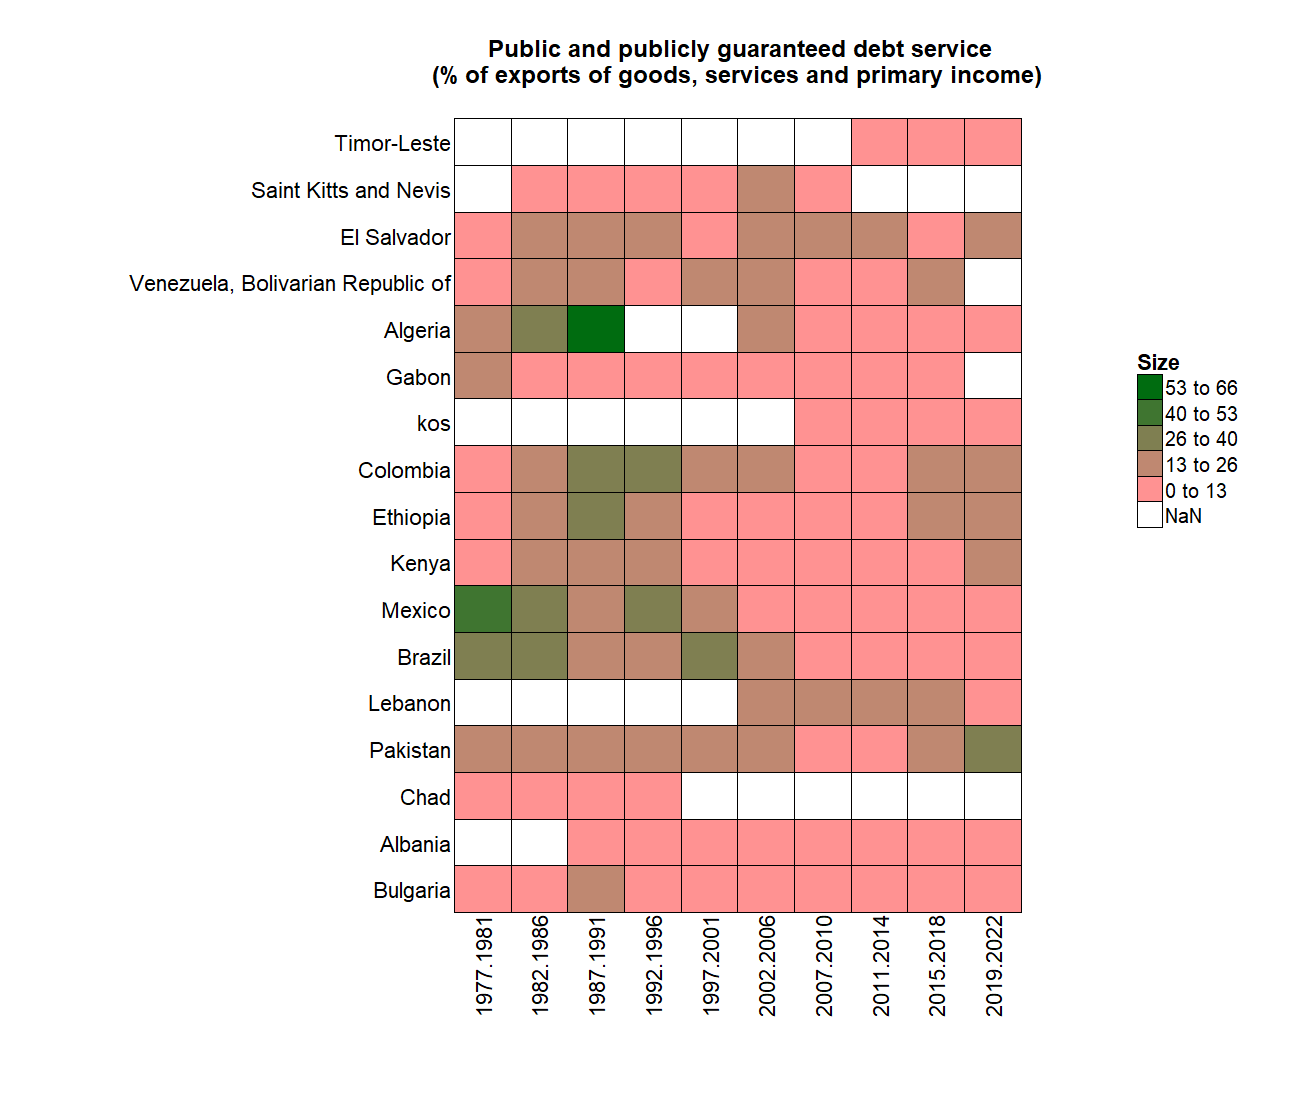 Public and publicly guaranteed debt service
(% of exports of goods, services and primary income)
Timor-Leste
Saint Kitts and Nevis
El Salvador
Venezuela, Bolivarian Republic of
Algeria
Gabon
kos
Colombia
Ethiopia
Kenya
Mexico
Brazil
Lebanon
Pakistan
Chad
Albania
Bulgaria
1977.1981
1982.1986
1987.1991
1992.1996
1997.2001
2002.2006
2007.2010
2011.2014
2015.2018
2019.2022
Size
53 to 66
40 to 53
26 to 40
13 to 26
0 to 13
NaN